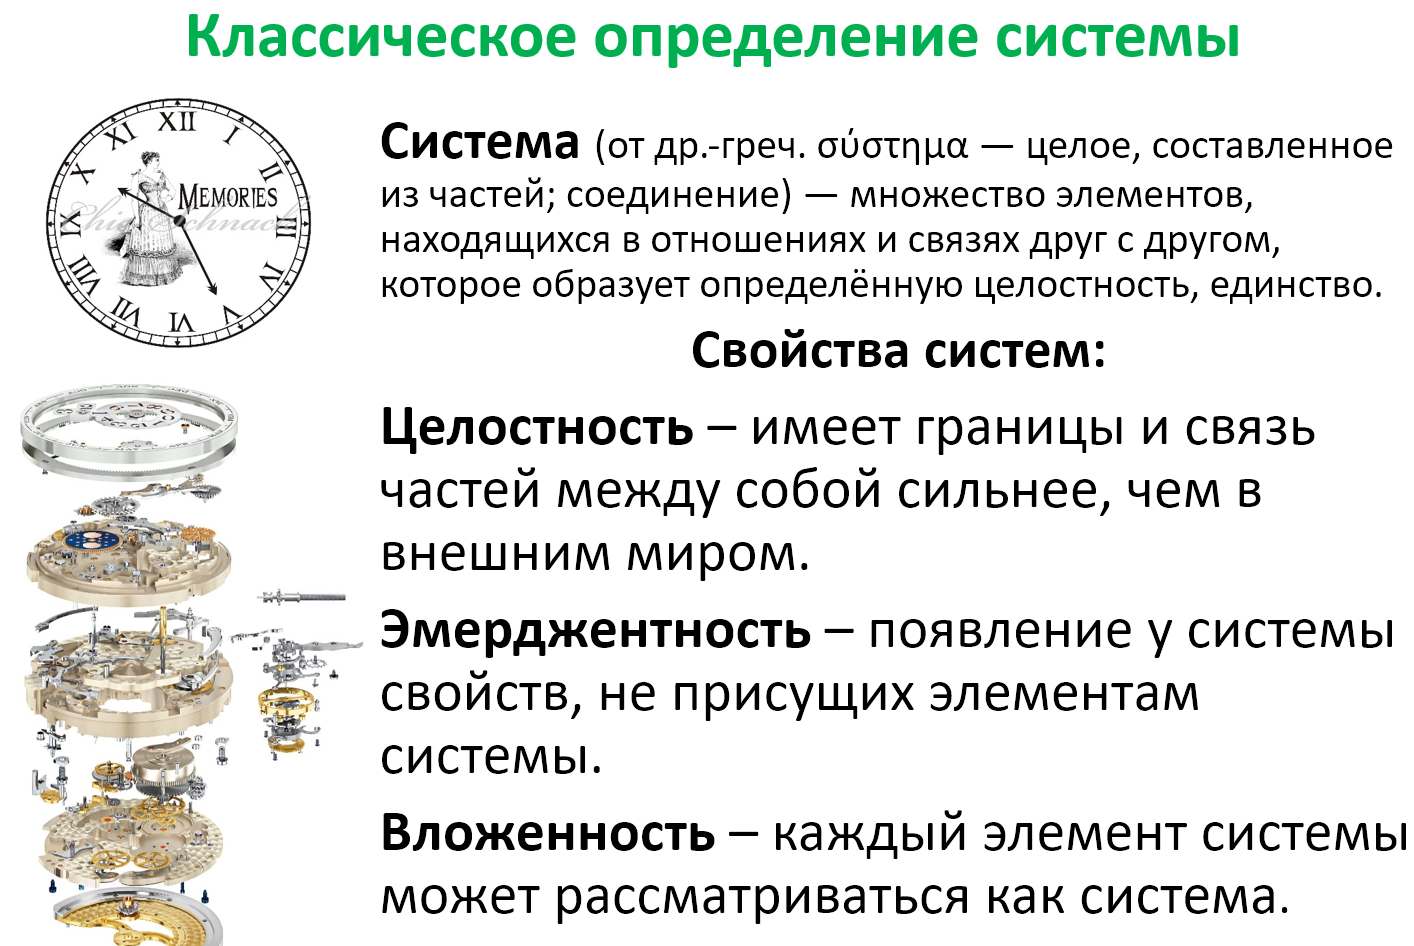 Классическое определение системы
XII
I
II
III
IV
V
VI
VII
VIII
IX
X
XI
MEMORIES
Система (от др.-греч. σύστημα — целое, составленное
из частей; соединение) — множество элементов,
находящихся в отношениях и связях друг с другом,
которое образует определённую целостность, единство.
Свойства систем:
Целостность – имеет границы и связь
частей между собой сильнее, чем в
внешним миром.
Эмерджентность – появление у системы
свойств, не присущих элементам
системы.
Вложенность – каждый элемент системы
может рассматриваться как система.